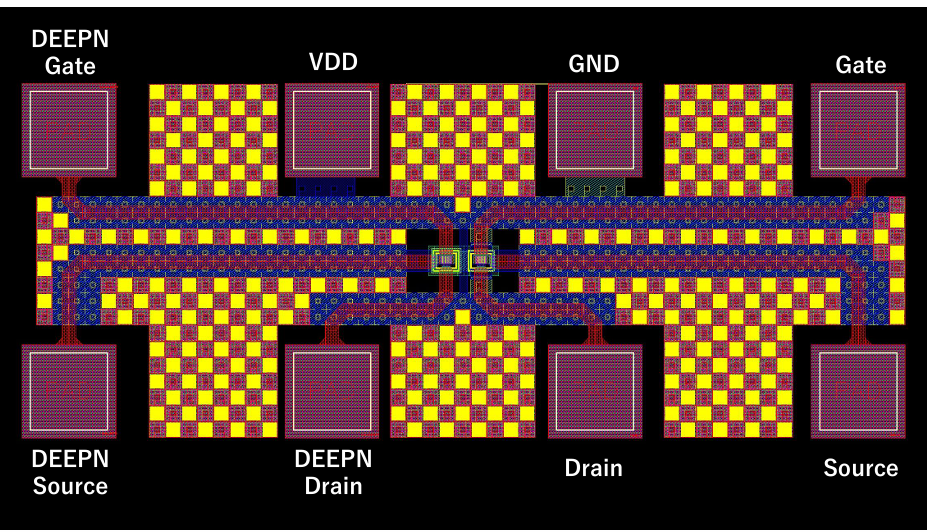 DEEPN
Gate
VDD
GND
Gate
DEEPN
Source
DEEPN
Drain
Drain
Source